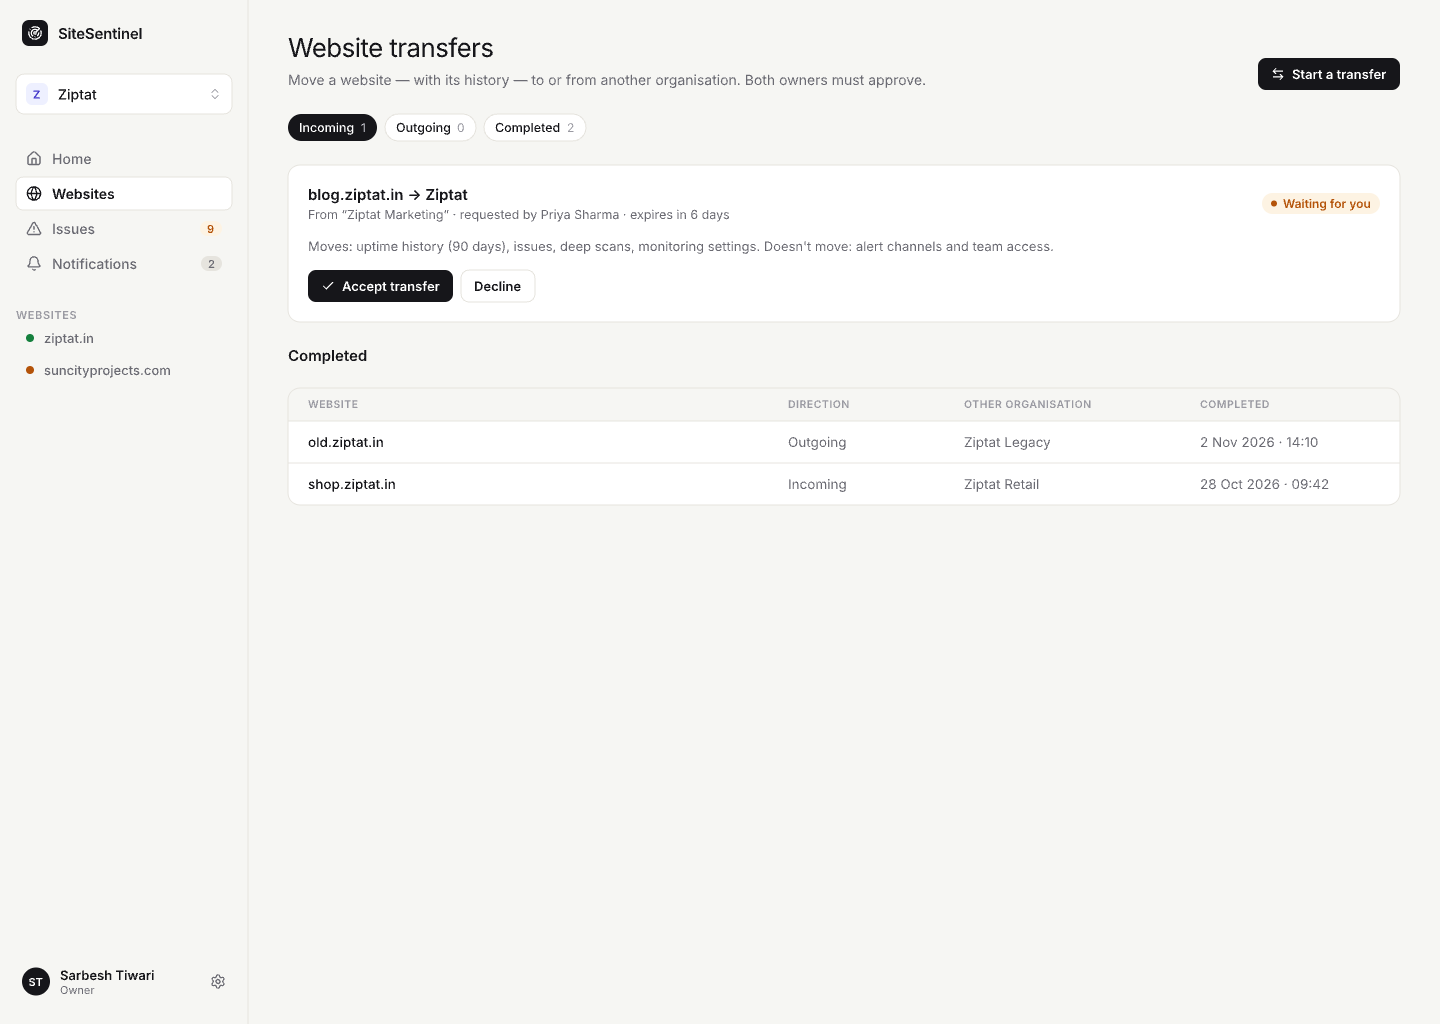 SiteSentinel
Z Ziptat
Home
Websites
Issues 9
Notifications 2
WEBSITES
ziptat.in
suncityprojects.com
ST Sarbesh Tiwari
Owner
Website transfers
Move a website — with its history — to or from another organisation. Both owners must approve.
Start a transfer
Incoming 1 Outgoing 0 Completed 2
blog.ziptat.in → Ziptat
From “Ziptat Marketing” · requested by Priya Sharma · expires in 6 days
Waiting for you
Moves: uptime history (90 days), issues, deep scans, monitoring settings. Doesn't move: alert channels and team access.
Accept transfer Decline
Completed
WEBSITE DIRECTION OTHER ORGANISATION COMPLETED
old.ziptat.in Outgoing Ziptat Legacy 2 Nov 2026 · 14:10
shop.ziptat.in Incoming Ziptat Retail 28 Oct 2026 · 09:42